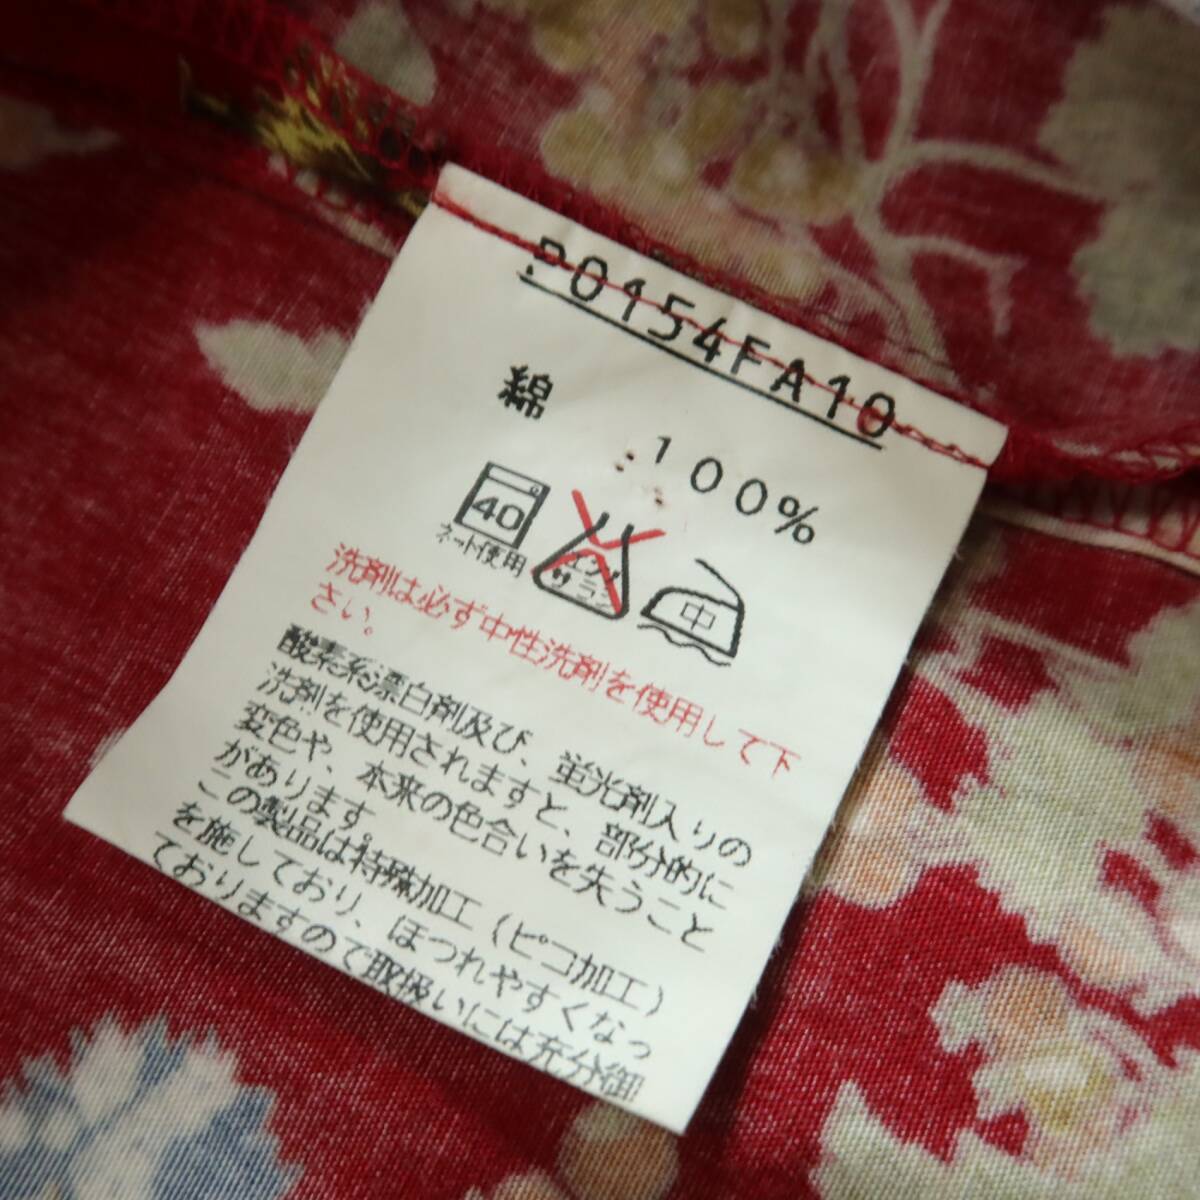 P0154FA10
綿
100%
40
ネット使用
エンソ
サラシ
中
洗剤は必ず中性洗剤を使用して下
さい。
酸素系漂白剤及び、蛍光剤入りの
洗剤を使用されますと、部分的に
変色や、本来の色合いを失うこと
があります。
この製品は特殊加工（ピコ加工）
を施しており、ほつれやすくなっ
ておりますので取扱いには充分御